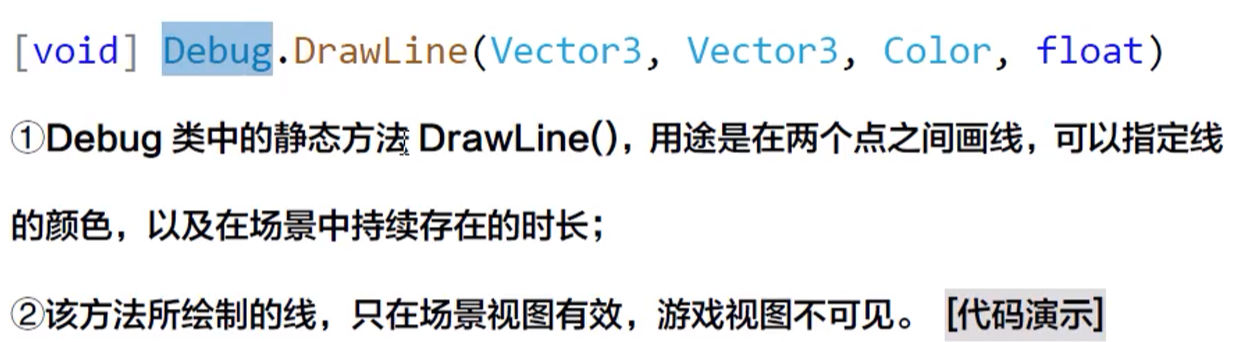 [void] Debug.DrawLine(Vector3, Vector3, Color, float)
①Debug 类中的静态方法 DrawLine()，用途是在两个点之间画线，可以指定线
的颜色，以及在场景中持续存在的时长；
②该方法所绘制的线，只在场景视图有效，游戏视图不可见。 [代码演示]